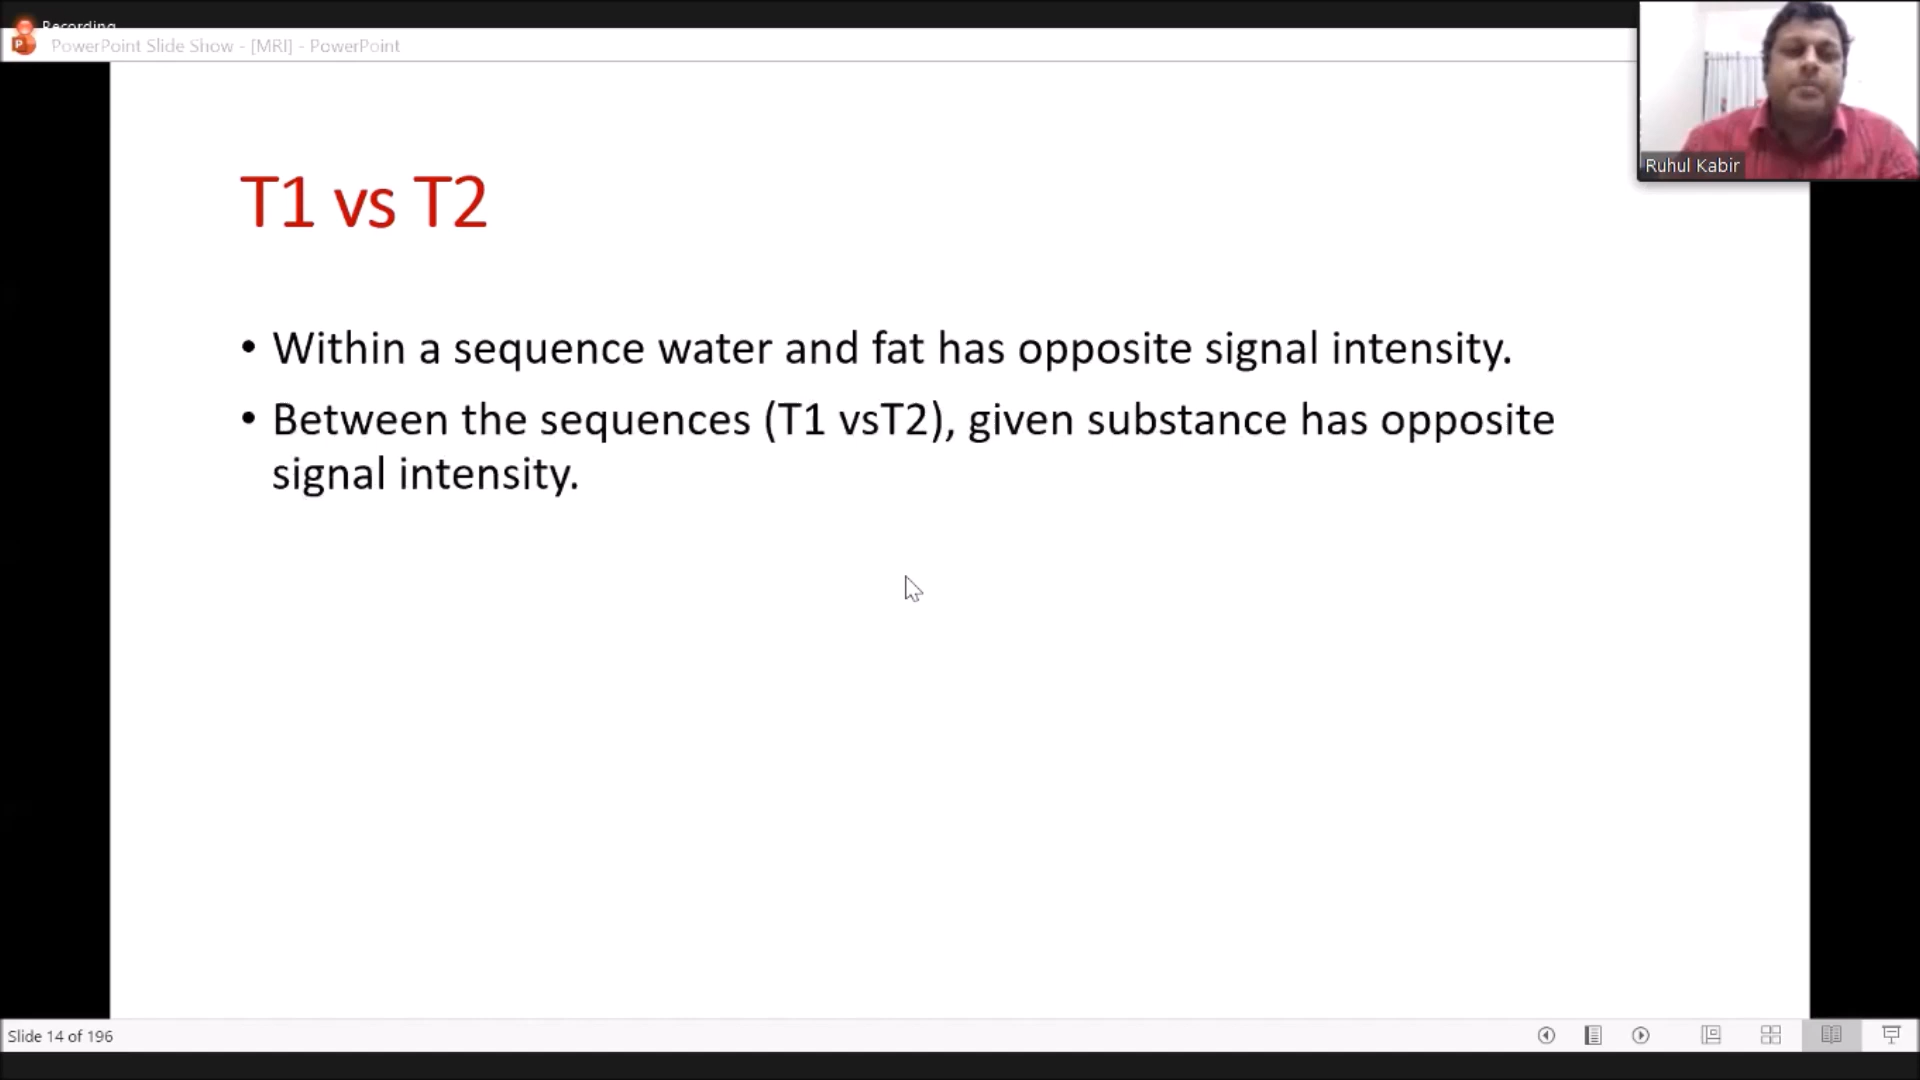 Recording
PowerPoint Slide Show - [MRI] - PowerPoint
Ruhul Kabir
T1 vs T2
• Within a sequence water and fat has opposite signal intensity.
• Between the sequences (T1 vsT2), given substance has opposite
signal intensity.
Slide 14 of 196